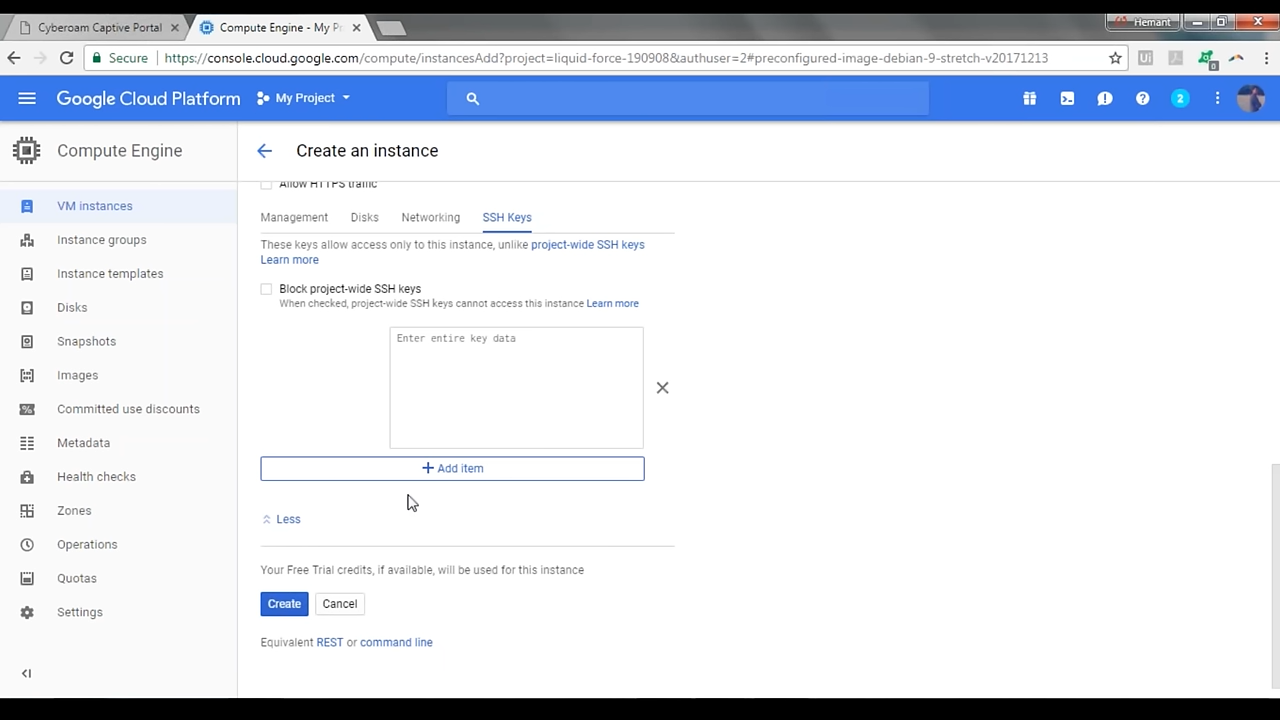 Cyberoam Captive Portal
Compute Engine - My Pr
Hemant
Secure
https://console.cloud.google.com/compute/instancesAdd?project=liquid-force-190908&authuser=2#preconfigured-image-debian-9-stretch-v20171213
Google Cloud Platform
My Project
2
Compute Engine
Create an instance
Allow HTTPS traffic
VM instances
Instance groups
Instance templates
Disks
Snapshots
Images
Committed use discounts
Metadata
Health checks
Zones
Operations
Quotas
Settings
Management Disks Networking SSH Keys
These keys allow access only to this instance, unlike project-wide SSH keys
Learn more
Block project-wide SSH keys
When checked, project-wide SSH keys cannot access this instance Learn more
Enter entire key data
+ Add item
Less
Your Free Trial credits, if available, will be used for this instance
Create Cancel
Equivalent REST or command line